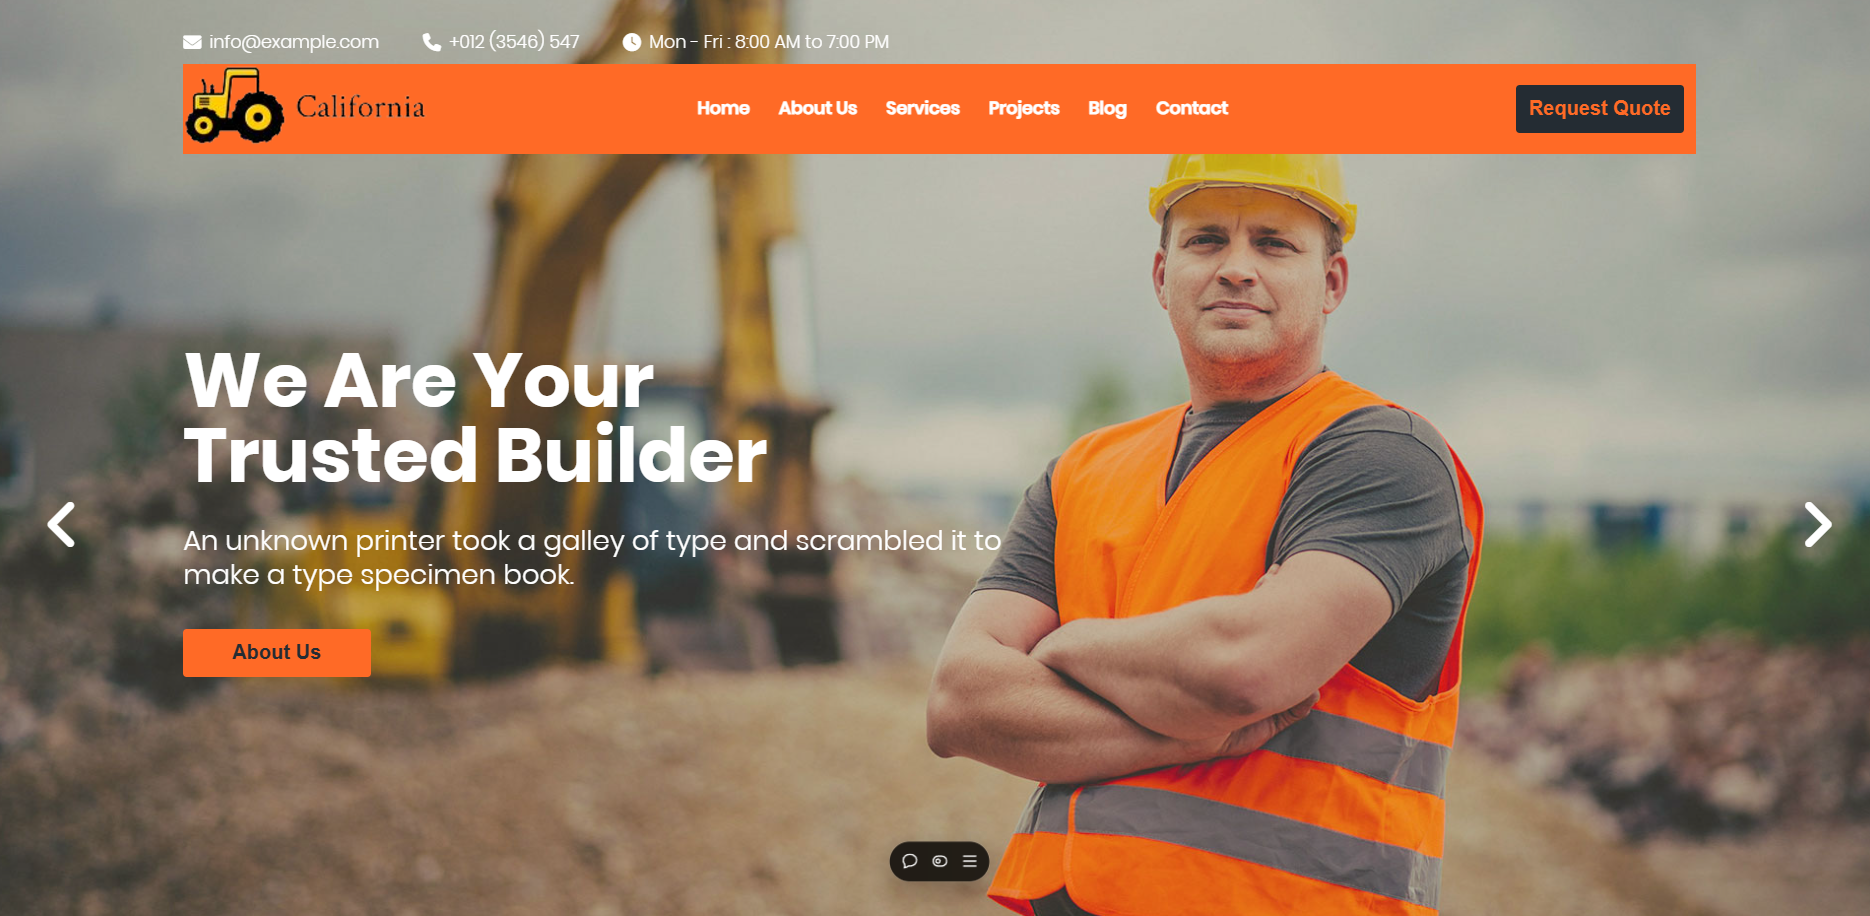 info@example.com +012 (3546) 547 Mon - Fri : 8:00 AM to 7:00 PM
California Home About Us Services Projects Blog Contact Request Quote
We Are Your
Trusted Builder
An unknown printer took a galley of type and scrambled it to
make a type specimen book.
About Us